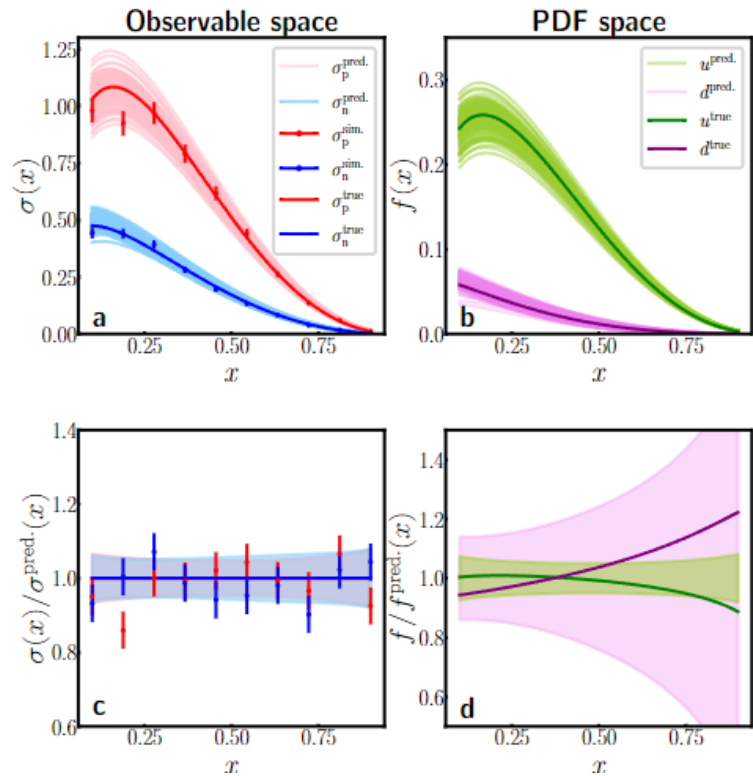 Observable space
PDF space
1.25
1.00
0.75
0.50
0.25
0.00
σ(x)
σ_p^pred.
σ_n^pred.
σ_p^sim.
σ_n^sim.
σ_p^true
σ_n^true
a
0.25 0.50 0.75
x
0.3
0.2
0.1
0.0
f(x)
u^pred.
d^pred.
u^true
d^true
b
0.25 0.50 0.75
x
1.4
1.2
1.0
0.8
0.6
σ(x)/σ^pred.(x)
c
0.25 0.50 0.75
x
1.4
1.2
1.0
0.8
0.6
f/f^pred.(x)
d
0.25 0.50 0.75
x